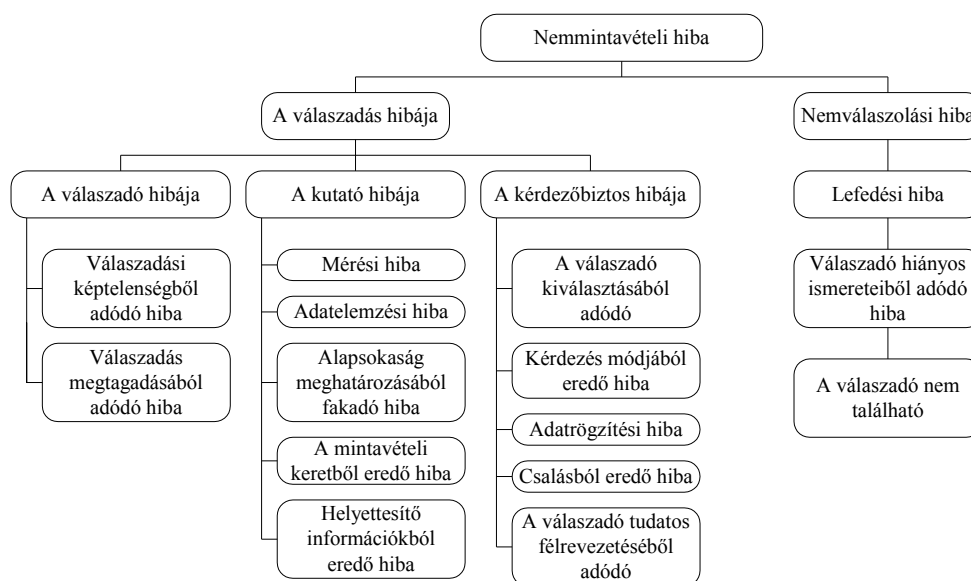 Nemmintavételi hiba
A válaszadás hibája
Nemválaszolási hiba
A válaszadó hibája
A kutató hibája
A kérdezőbiztos hibája
Lefedési hiba
Válaszadási
képtelenségből
adódó hiba
Válaszadás
megtagadásából
adódó hiba
Mérési hiba
Adatelemzési hiba
Alapsokaság
meghatározásából
fakadó hiba
A mintavételi
keretből eredő hiba
Helyettesítő
információkból
eredő hiba
A válaszadó
kiválasztásából
adódó
Kérdezés módjából
eredő hiba
Adatrögzítési hiba
Csalásból eredő hiba
A válaszadó tudatos
félrevezetéséből
adódó
Válaszadó hiányos
ismereteiből adódó
hiba
A válaszadó nem
található